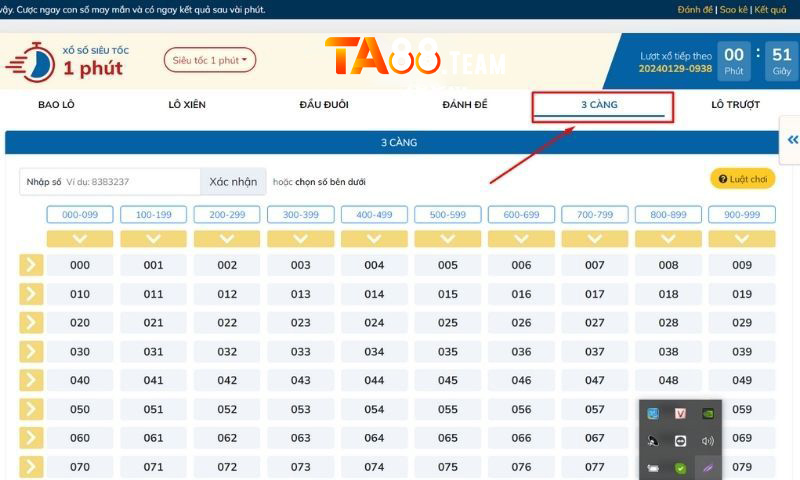 vậy. Cược ngay con số may mắn và có ngay kết quả sau vài phút.
Đánh đề | Sao kê | Kết quả
XỔ SỐ SIÊU TỐC
1 phút
Siêu tốc 1 phút
TA88 TEAM
Lượt xổ tiếp theo
20240129-0938
00 : 51
Phút Giây
BAO LÔ LÔ XIÊN ĐẦU ĐUÔI ĐÁNH ĐỀ 3 CÀNG LÔ TRƯỢT
3 CÀNG
Nhập số Ví dụ: 8383237 Xác nhận hoặc chọn số bên dưới Luật chơi
000-099 100-199 200-299 300-399 400-499 500-599 600-699 700-799 800-899 900-999
000 001 002 003 004 005 006 007 008 009
010 011 012 013 014 015 016 017 018 019
020 021 022 023 024 025 026 027 028 029
030 031 032 033 034 035 036 037 038 039
040 041 042 043 044 045 046 047 048 049
050 051 052 053 054 055 056 057 059
060 061 062 063 064 065 066 067 069
070 071 072 073 074 075 076 077 079